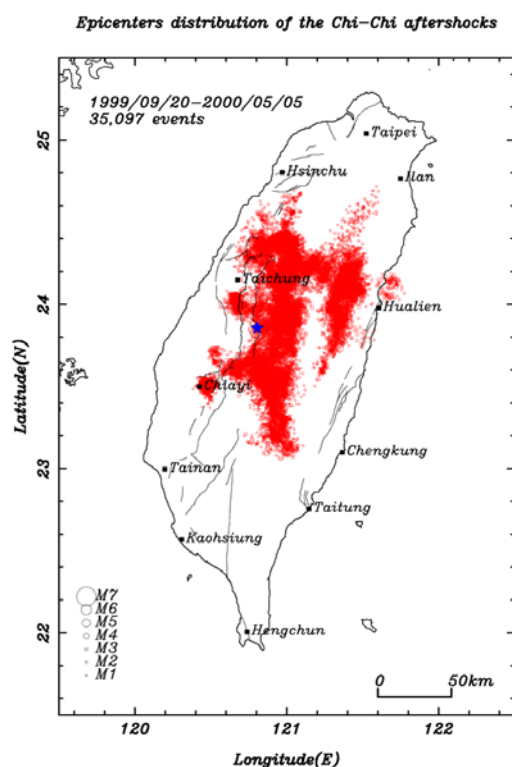 Epicenters distribution of the Chi-Chi aftershocks
1999/09/20-2000/05/05
35,097 events
Taipei
Ilan
Hsinchu
Taichung
Hualien
Chiayi
Chengkung
Tainan
Taitung
Kaohsiung
Hengchun
M7
M6
M5
M4
M3
M2
M1
0 50km
25
24
23
22
Latitude(N)
120 121 122
Longitude(E)